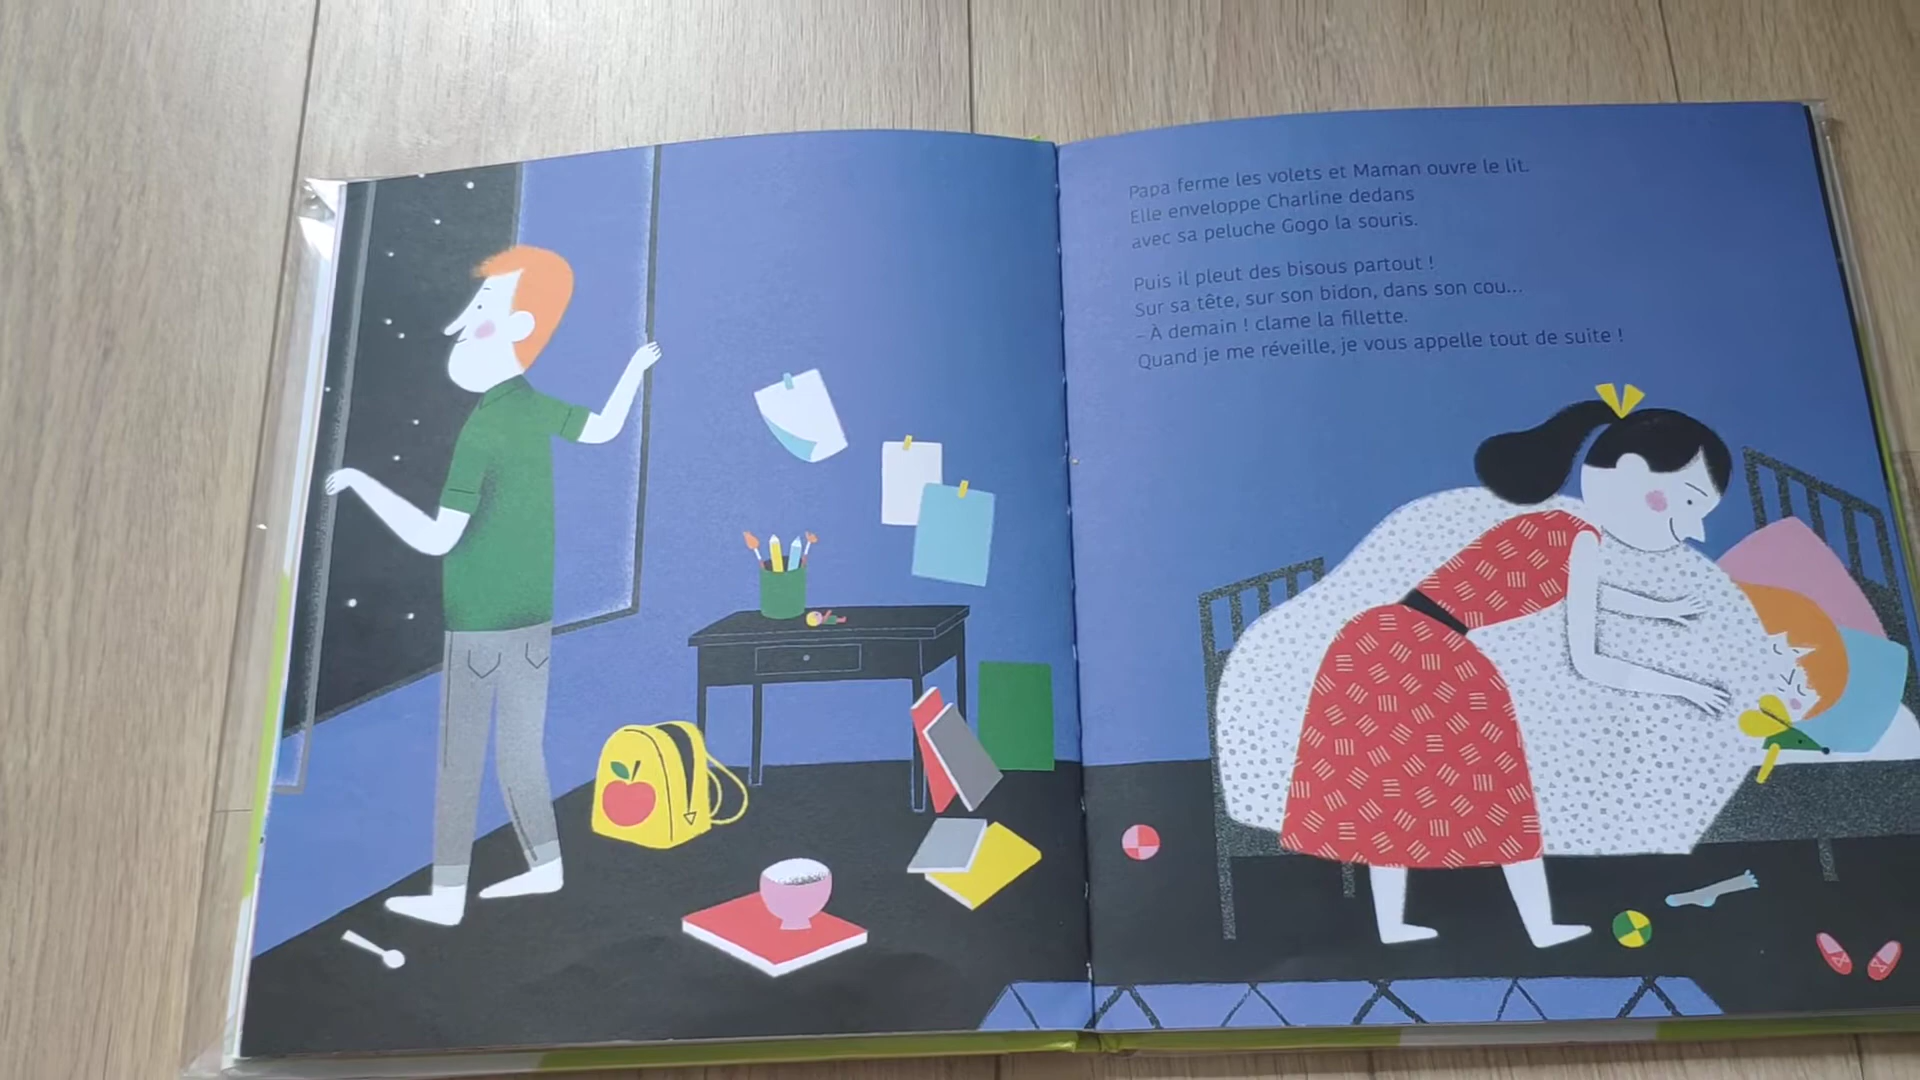 Papa ferme les volets et Maman ouvre le lit.
Elle enveloppe Charline dedans
avec sa peluche Gogo la souris.
Puis il pleut des bisous partout !
Sur sa tête, sur son bidon, dans son cou...
– À demain ! clame la fillette.
Quand je me réveille, je vous appelle tout de suite !